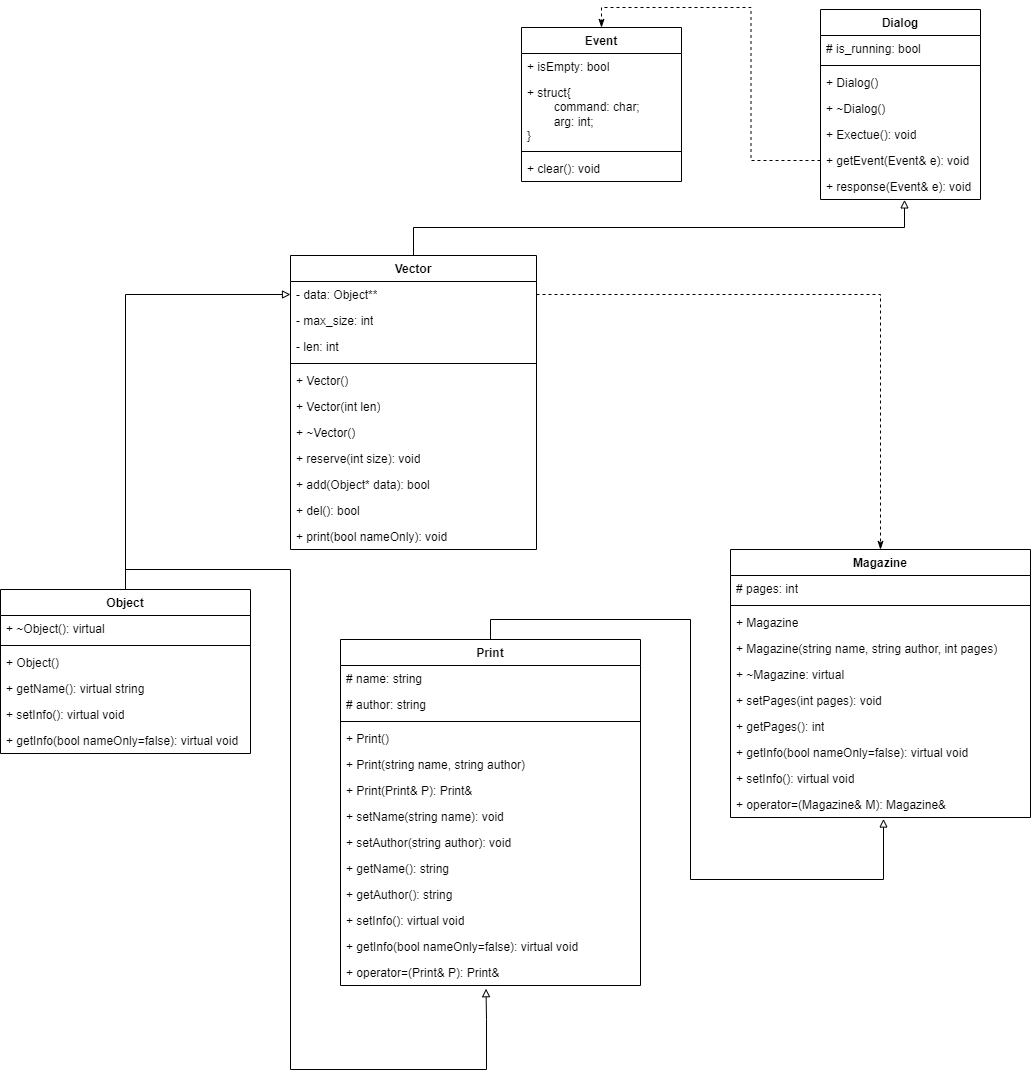 Event
+ isEmpty: bool
+ struct{
command: char;
arg: int;
}
+ clear(): void
Dialog
# is_running: bool
+ Dialog()
+ ~Dialog()
+ Exectue(): void
+ getEvent(Event& e): void
+ response(Event& e): void
Vector
- data: Object**
- max_size: int
- len: int
+ Vector()
+ Vector(int len)
+ ~Vector()
+ reserve(int size): void
+ add(Object* data): bool
+ del(): bool
+ print(bool nameOnly): void
Object
+ ~Object(): virtual
+ Object()
+ getName(): virtual string
+ setInfo(): virtual void
+ getInfo(bool nameOnly=false): virtual void
Print
# name: string
# author: string
+ Print()
+ Print(string name, string author)
+ Print(Print& P): Print&
+ setName(string name): void
+ setAuthor(string author): void
+ getName(): string
+ getAuthor(): string
+ setInfo(): virtual void
+ getInfo(bool nameOnly=false): virtual void
+ operator=(Print& P): Print&
Magazine
# pages: int
+ Magazine
+ Magazine(string name, string author, int pages)
+ ~Magazine: virtual
+ setPages(int pages): void
+ getPages(): int
+ getInfo(bool nameOnly=false): virtual void
+ setInfo(): virtual void
+ operator=(Magazine& M): Magazine&